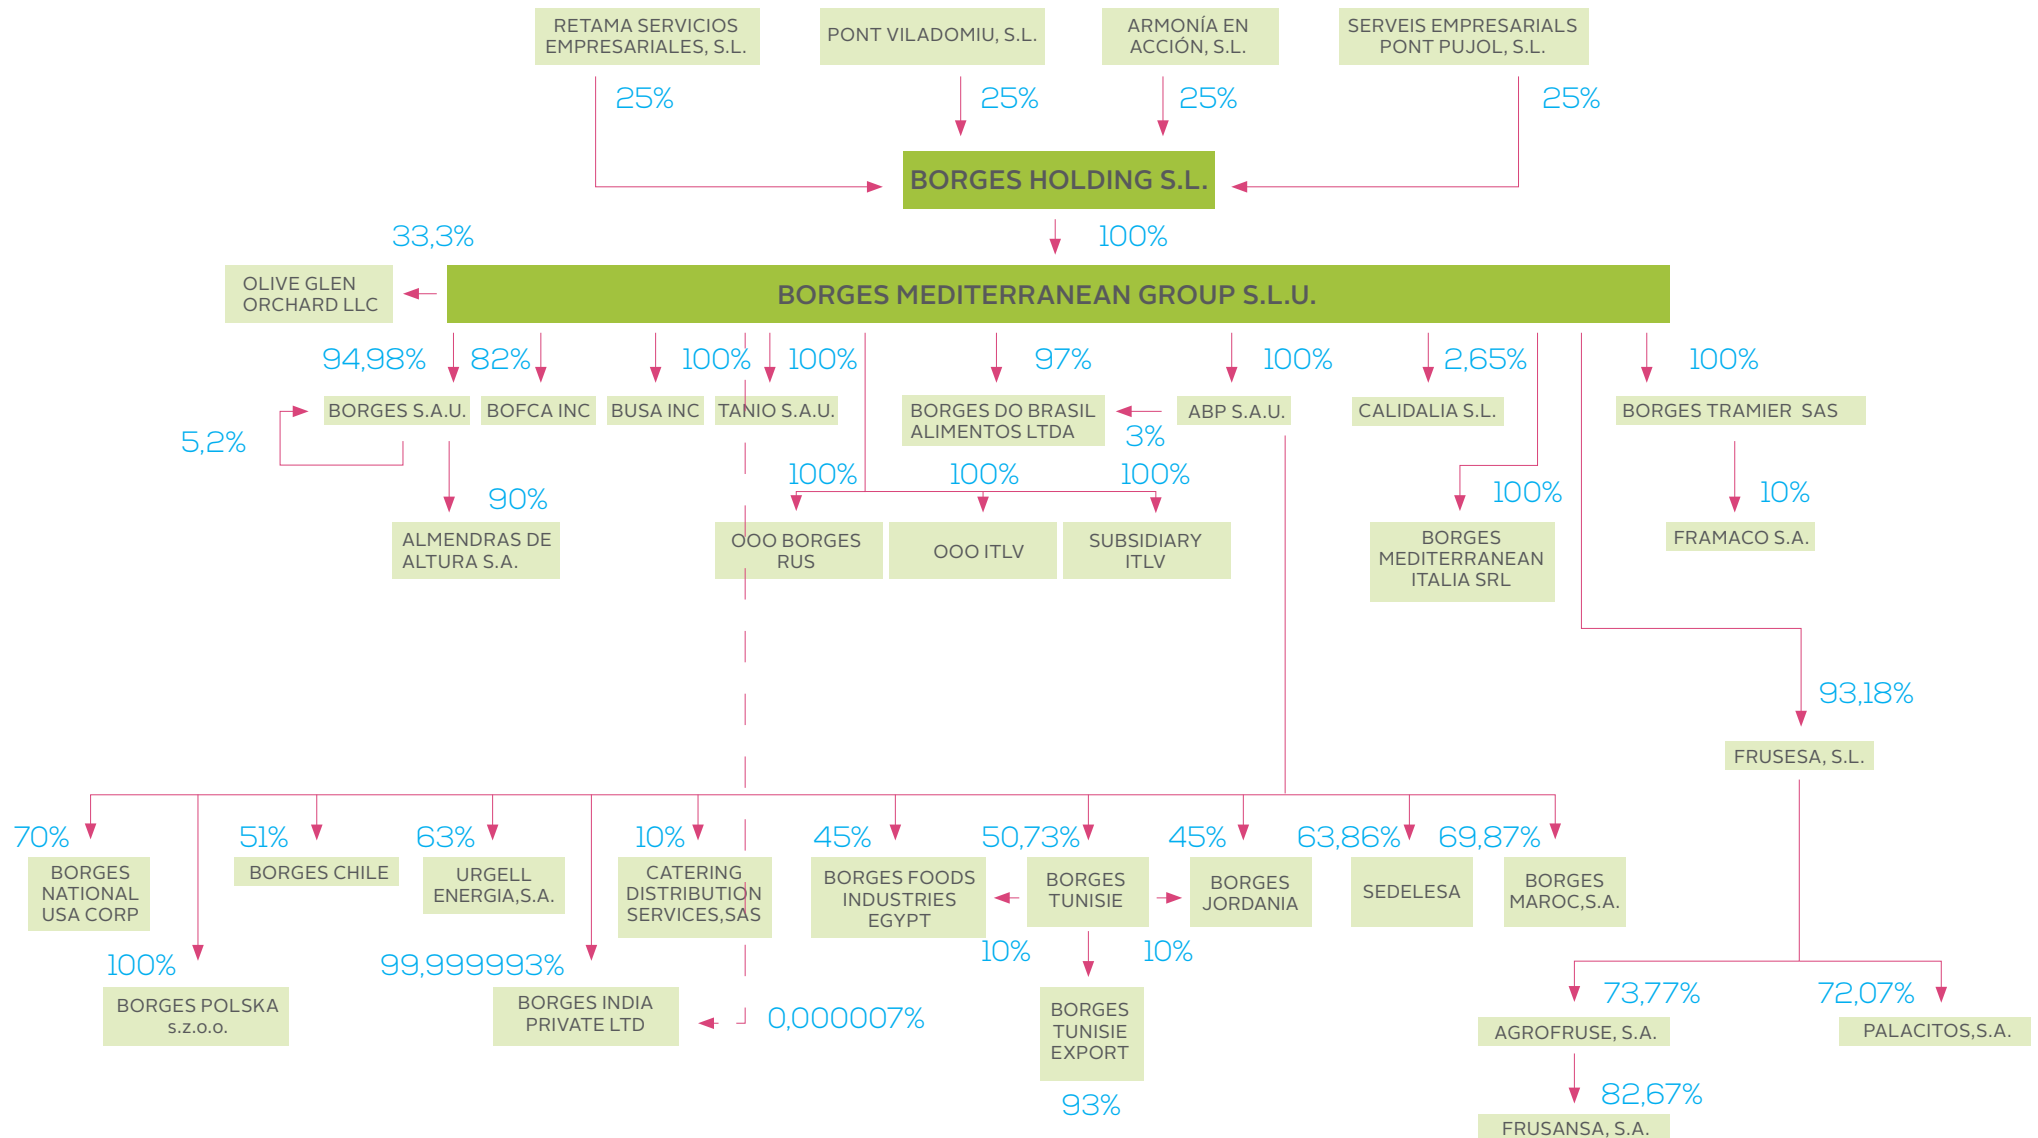 RETAMA SERVICIOS
EMPRESARIALES, S.L.
PONT VILADOMIU, S.L.
ARMONÍA EN
ACCIÓN, S.L.
SERVEIS EMPRESARIALS
PONT PUJOL, S.L.
25%
25%
25%
25%
BORGES HOLDING S.L.
33,3%
100%
OLIVE GLEN
ORCHARD LLC
BORGES MEDITERRANEAN GROUP S.L.U.
94,98%
82%
100%
100%
97%
100%
2,65%
100%
BORGES S.A.U.
BOFCA INC
BUSA INC
TANIO S.A.U.
BORGES DO BRASIL
ALIMENTOS LTDA
ABP S.A.U.
CALIDALIA S.L.
BORGES TRAMIER SAS
5,2%
3%
90%
100%
100%
100%
100%
10%
ALMENDRAS DE
ALTURA S.A.
OOO BORGES
RUS
OOO ITLV
SUBSIDIARY
ITLV
BORGES
MEDITERRANEAN
ITALIA SRL
FRAMACO S.A.
93,18%
FRUSESA, S.L.
70%
51%
63%
10%
45%
50,73%
45%
63,86%
69,87%
BORGES
NATIONAL
USA CORP
BORGES CHILE
URGELL
ENERGIA,S.A.
CATERING
DISTRIBUTION
SERVICES,SAS
BORGES FOODS
INDUSTRIES
EGYPT
BORGES
TUNISIE
BORGES
JORDANIA
SEDELESA
BORGES
MAROC,S.A.
100%
99,999993%
10%
10%
BORGES POLSKA
s.z.o.o.
BORGES INDIA
PRIVATE LTD
0,000007%
BORGES
TUNISIE
EXPORT
93%
73,77%
72,07%
AGROFRUSE, S.A.
PALACITOS,S.A.
82,67%
FRUSANSA, S.A.